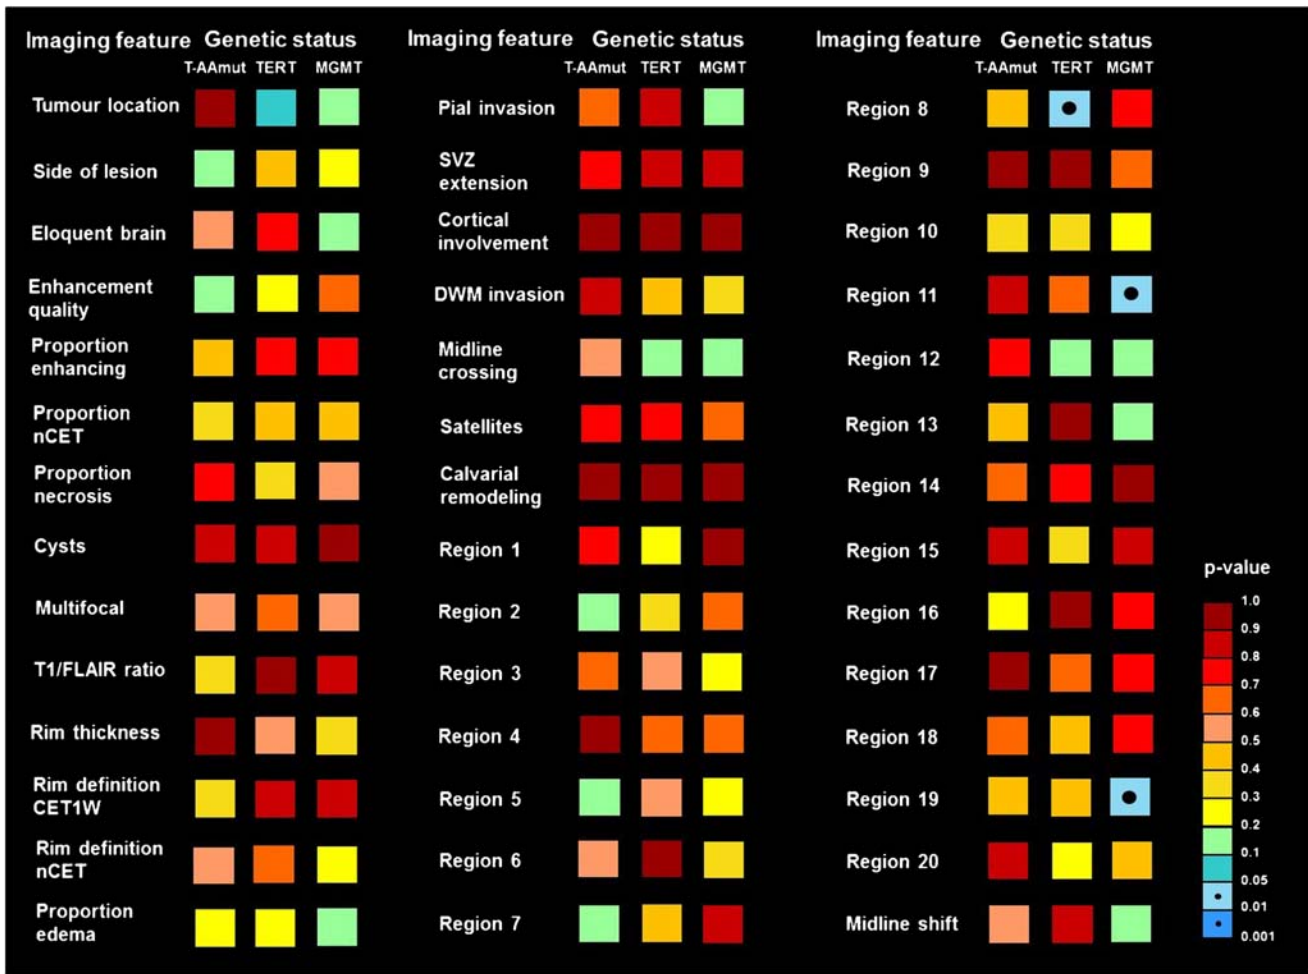 Imaging feature Genetic status
T-AAmut TERT MGMT
Tumour location
Side of lesion
Eloquent brain
Enhancement
quality
Proportion
enhancing
Proportion
nCET
Proportion
necrosis
Cysts
Multifocal
T1/FLAIR ratio
Rim thickness
Rim definition
CET1W
Rim definition
nCET
Proportion
edema
Imaging feature Genetic status
T-AAmut TERT MGMT
Pial invasion
SVZ
extension
Cortical
involvement
DWM invasion
Midline
crossing
Satellites
Calvarial
remodeling
Region 1
Region 2
Region 3
Region 4
Region 5
Region 6
Region 7
Imaging feature Genetic status
T-AAmut TERT MGMT
Region 8
Region 9
Region 10
Region 11
Region 12
Region 13
Region 14
Region 15
Region 16
Region 17
Region 18
Region 19
Region 20
Midline shift
p-value
1.0
0.9
0.8
0.7
0.6
0.5
0.4
0.3
0.2
0.1
0.05
0.01
0.001